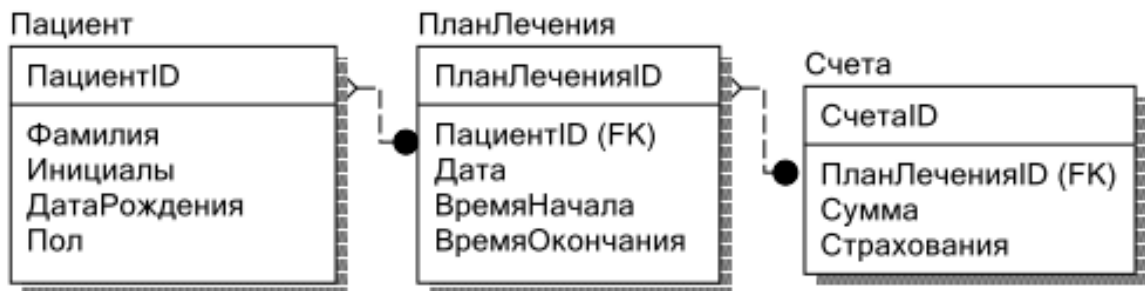 Пациент
ПациентID
Фамилия
Инициалы
ДатаРождения
Пол
ПланЛечения
ПланЛеченияID
ПациентID (FK)
Дата
ВремяНачала
ВремяОкончания
Счета
СчетаID
ПланЛеченияID (FK)
Сумма
Страхования